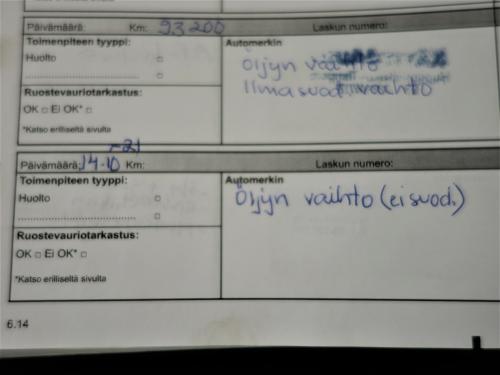 Päivämäärä: Km: 93200 Laskun numero:
Toimenpiteen tyyppi: Automerkin
Huolto □ Öljyn vaihto
........................... □ Ilmasuod. vaihto
Ruostevauriotarkastus:
OK □ Ei OK* □
*Katso erilliseltä sivulta
Päivämäärä: 14-10 -21 Km: Laskun numero:
Toimenpiteen tyyppi: Automerkin
Huolto □ Öljyn vaihto (ei suod.)
........................... □
Ruostevauriotarkastus:
OK □ Ei OK* □
*Katso erilliseltä sivulta
6.14